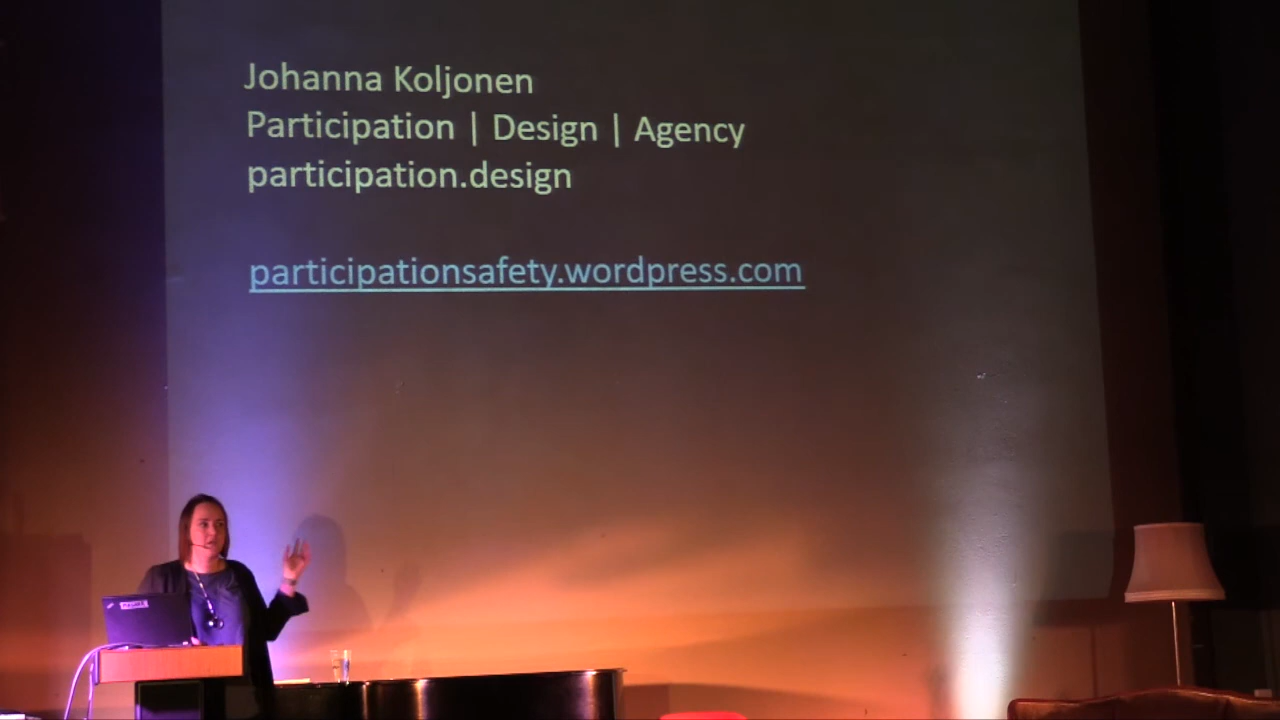 Johanna Koljonen
Participation | Design | Agency
participation.design
participationsafety.wordpress.com